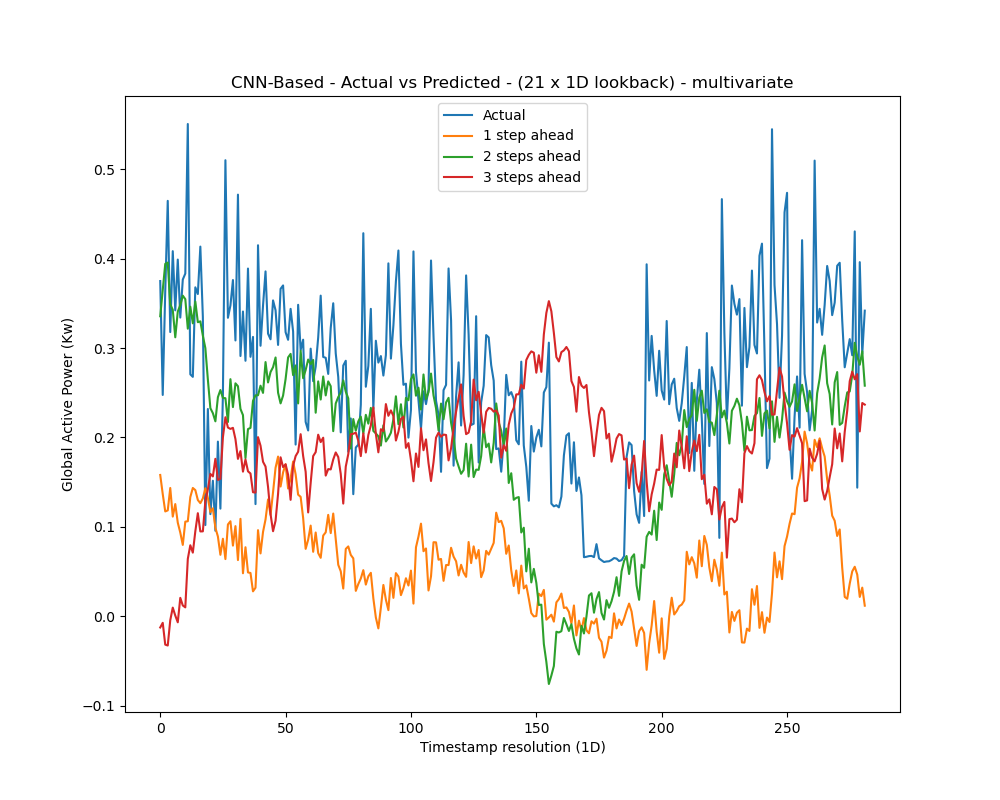 CNN-Based - Actual vs Predicted - (21 x 1D lookback) - multivariate
Actual
1 step ahead
2 steps ahead
3 steps ahead
Global Active Power (Kw)
0.5
0.4
0.3
0.2
0.1
0.0
−0.1
0 50 100 150 200 250
Timestamp resolution (1D)